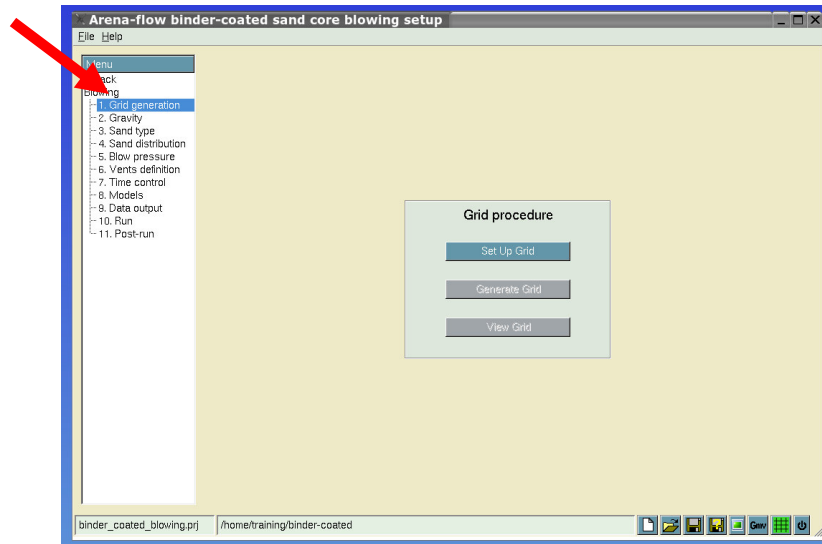 Arena-flow binder-coated sand core blowing setup
File Help
Menu
Blowing
1. Grid generation
2. Gravity
3. Sand type
4. Sand distribution
5. Blow pressure
6. Vents definition
7. Time control
8. Models
9. Data output
10. Run
11. Post-run
Grid procedure
Set Up Grid
Generate Grid
View Grid
binder_coated_blowing.prj /home/training/binder-coated
Gmv